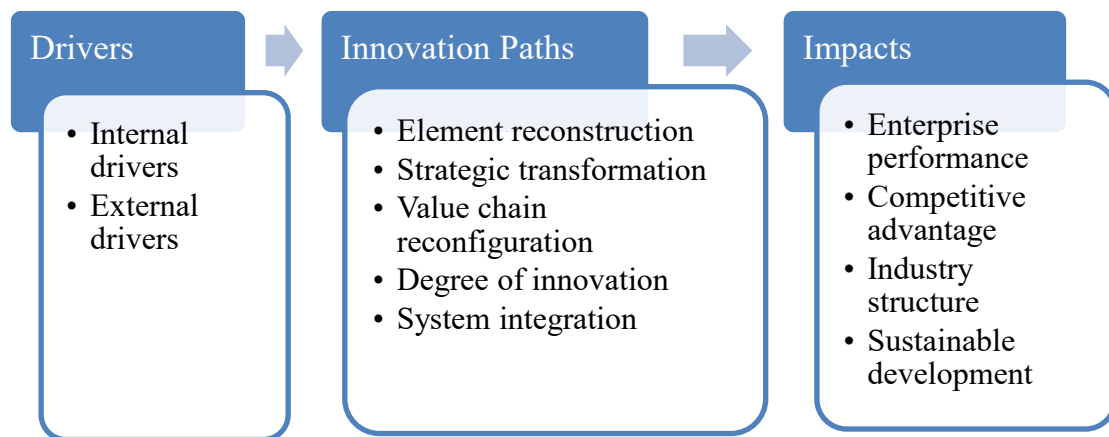 Drivers
• Internal
drivers
• External
drivers
Innovation Paths
• Element reconstruction
• Strategic transformation
• Value chain
reconfiguration
• Degree of innovation
• System integration
Impacts
• Enterprise
performance
• Competitive
advantage
• Industry
structure
• Sustainable
development